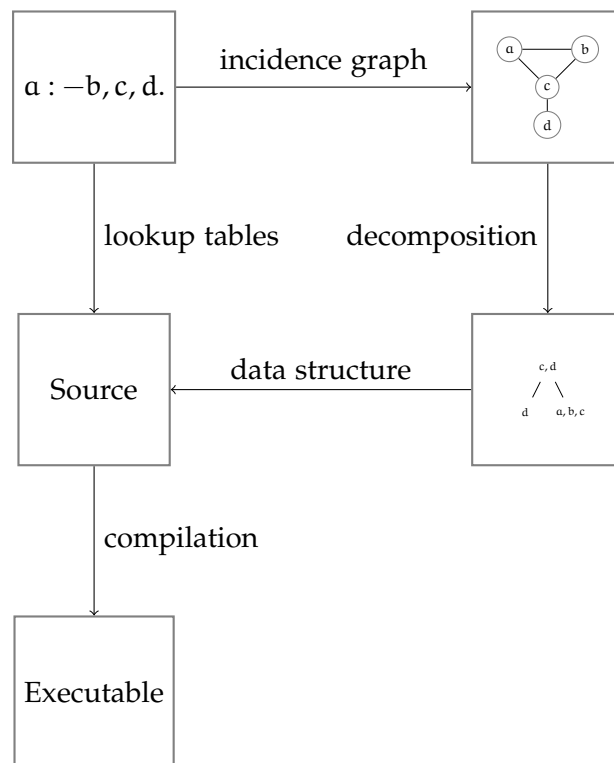 a : −b, c, d.
incidence graph
a
b
c
d
lookup tables
decomposition
Source
data structure
c, d
d
a, b, c
compilation
Executable